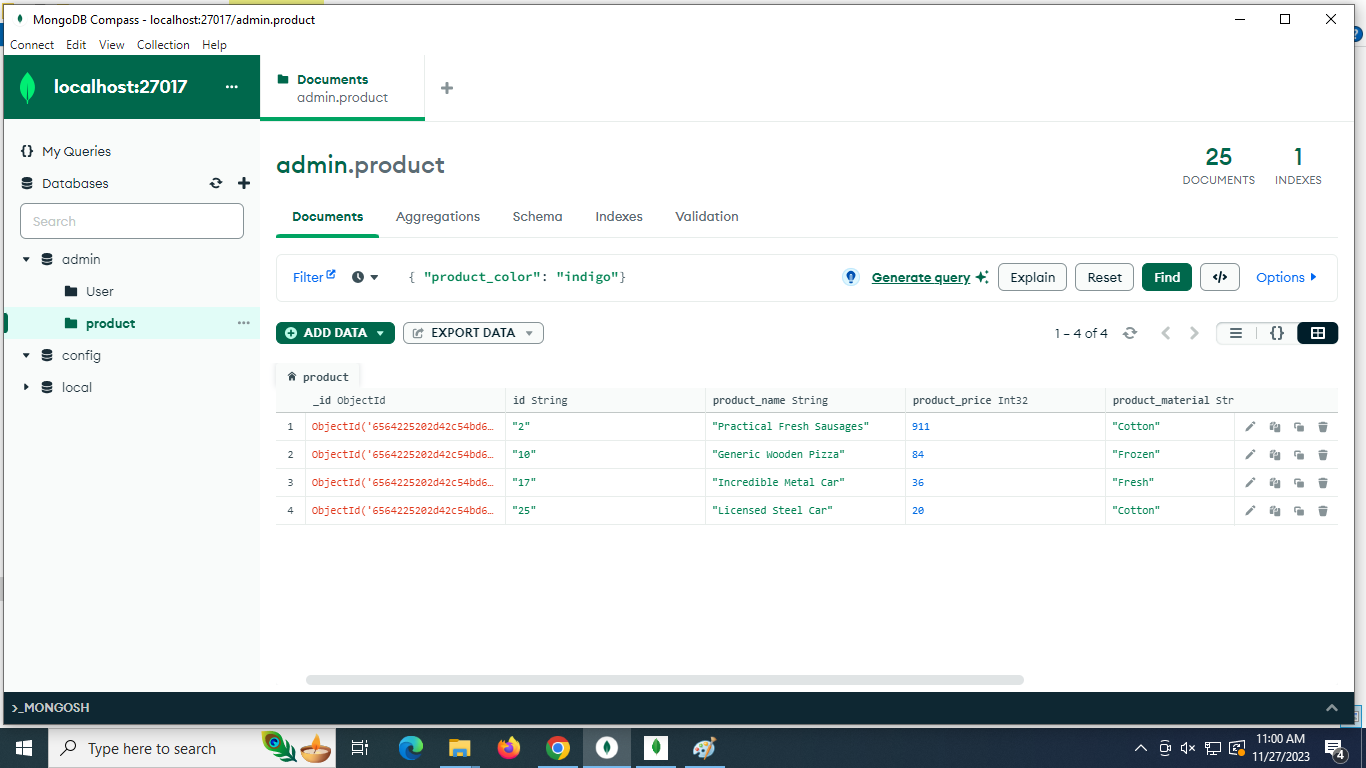 MongoDB Compass - localhost:27017/admin.product
Connect Edit View Collection Help
localhost:27017 ...
Documents
admin.product
{} My Queries
Databases
Search
admin
User
product ...
config
local
admin.product
25
DOCUMENTS
1
INDEXES
Documents Aggregations Schema Indexes Validation
Filter { "product_color": "indigo"} Generate query Explain Reset Find </> Options
ADD DATA EXPORT DATA 1 – 4 of 4 {}
product
_id ObjectId id String product_name String product_price Int32 product_material Str
1 ObjectId('6564225202d42c54bd6… "2" "Practical Fresh Sausages" 911 "Cotton"
2 ObjectId('6564225202d42c54bd6… "10" "Generic Wooden Pizza" 84 "Frozen"
3 ObjectId('6564225202d42c54bd6… "17" "Incredible Metal Car" 36 "Fresh"
4 ObjectId('6564225202d42c54bd6… "25" "Licensed Steel Car" 20 "Cotton"
>_MONGOSH
Type here to search
11:00 AM
11/27/2023
4